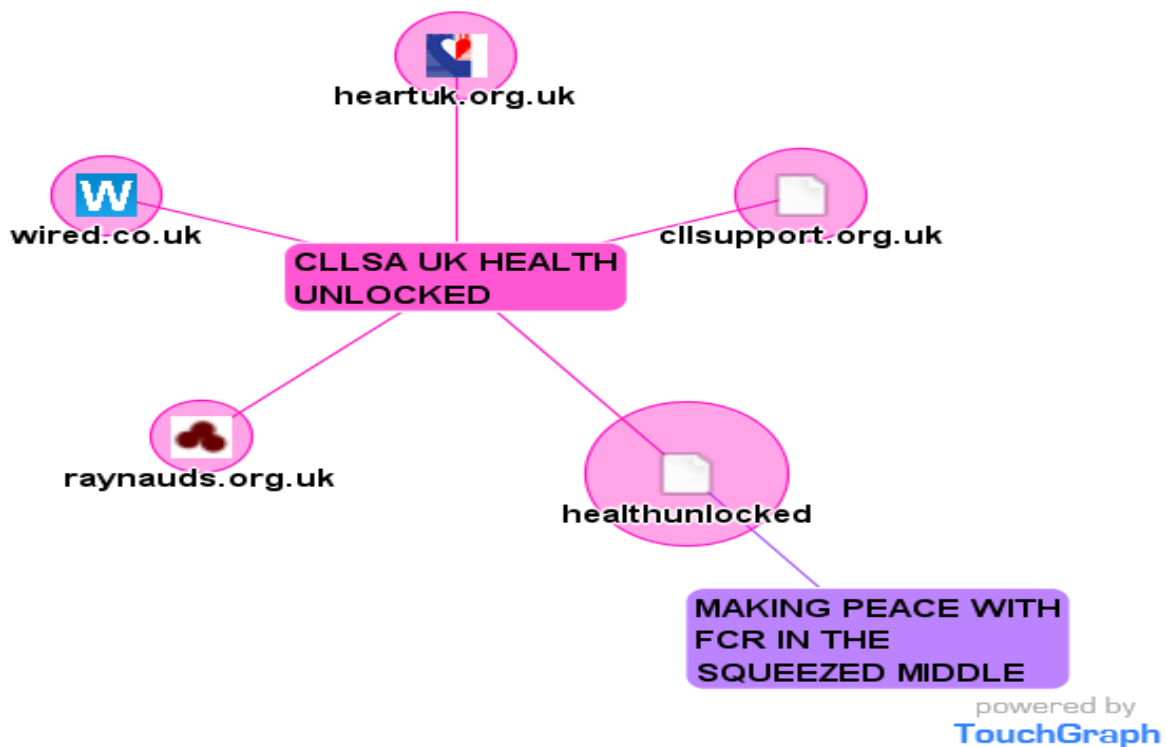 heartuk.org.uk
W
wired.co.uk
cllsupport.org.uk
CLLSA UK HEALTH
UNLOCKED
raynauds.org.uk
healthunlocked
MAKING PEACE WITH
FCR IN THE
SQUEEZED MIDDLE
powered by
TouchGraph